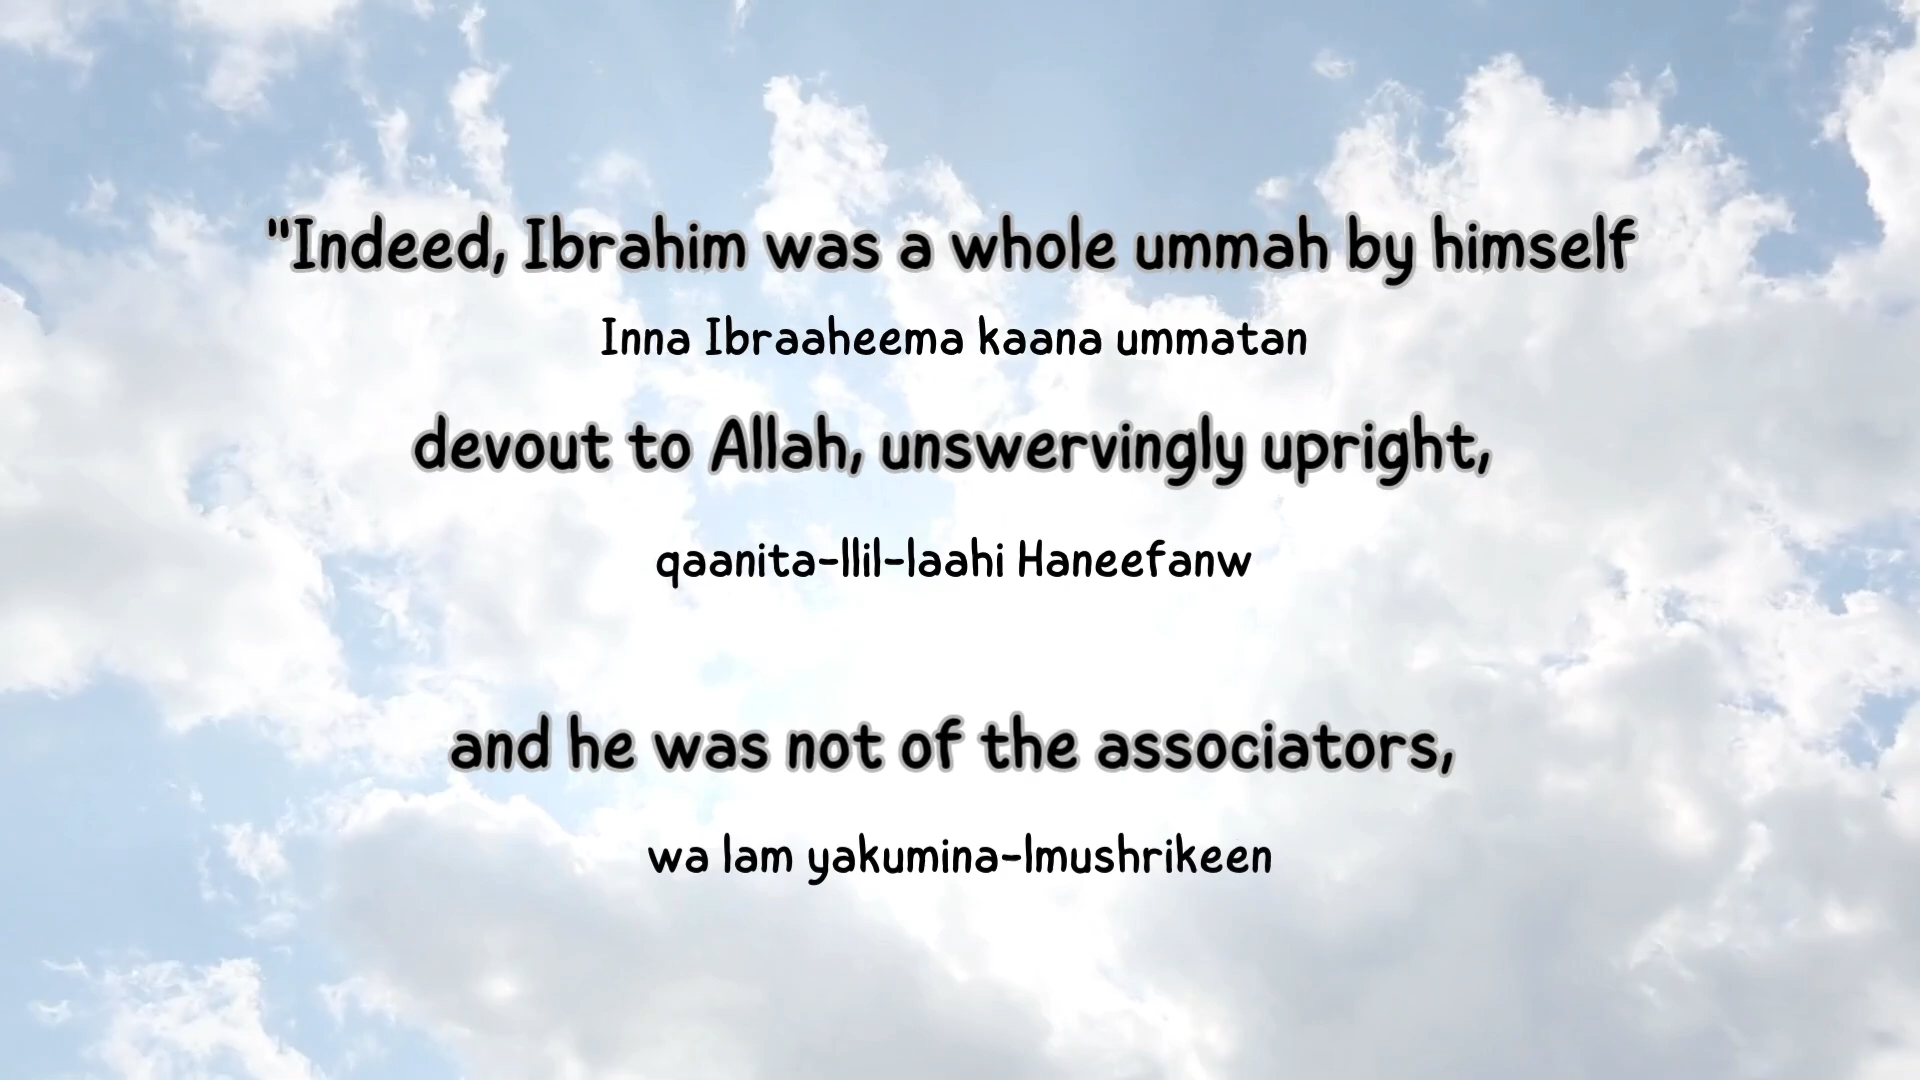 "Indeed, Ibrahim was a whole ummah by himself
Inna Ibraaheema kaana ummatan
devout to Allah, unswervingly upright,
qaanita-llil-laahi Haneefanw
and he was not of the associators,
wa lam yakumina-lmushrikeen